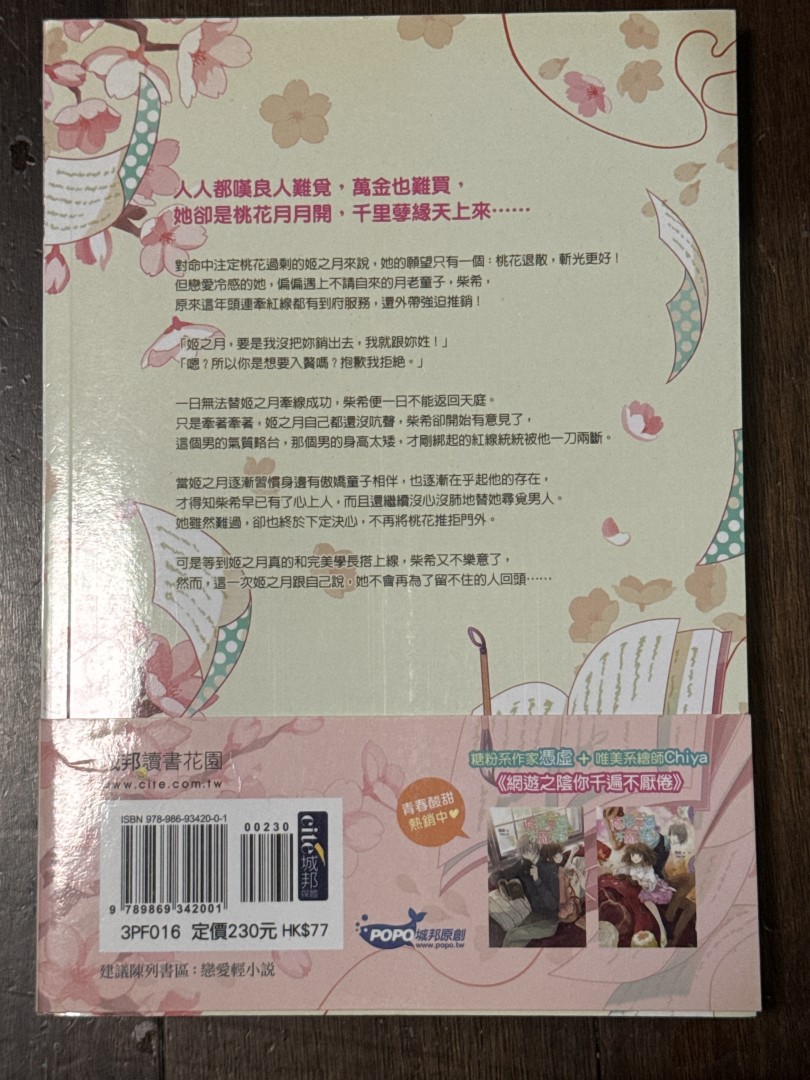 人人都嘆良人難覓，萬金也難買，
她卻是桃花月月開，千里孽緣天上來⋯⋯
對命中注定桃花過剩的姬之月來說，她的願望只有一個：桃花退散，斬光更好！
但戀愛冷感的她，偏偏遇上不請自來的月老童子，柴希，
原來這年頭連牽紅線都有到府服務，還外帶強迫推銷！
「姬之月，要是我沒把妳銷出去，我就跟妳姓！」
「嗯？所以你是想要入贅嗎？抱歉我拒絕。」
一日無法替姬之月牽線成功，柴希便一日不能返回天庭。
只是牽著牽著，姬之月自己都還沒吭聲，柴希卻開始有意見了，
這個男的氣質略台，那個男的身高太矮，才剛綁起的紅線統統被他一刀兩斷。
當姬之月逐漸習慣身邊有傲嬌童子相伴，也逐漸在乎起他的存在，
才得知柴希早已有了心上人，而且還繼續沒心沒肺地替她尋覓男人。
她雖然難過，卻也終於下定決心，不再將桃花推拒門外。
可是等到姬之月真的和完美學長搭上線，柴希又不樂意了，
然而，這一次姬之月跟自己說，她不會再為了留不住的人回頭⋯⋯
城邦讀書花園
www.cite.com.tw
ISBN 978-986-93420-0-1
00230
9 789869 342001
cité城邦
3PF016 定價230元 HK$77
建議陳列書區：戀愛輕小說
糖粉系作家憑虛＋唯美系繪師Chiya
《網遊之陰你千遍不厭倦》
青春酸甜
熱銷中
POPO城邦原創
www.popo.tw